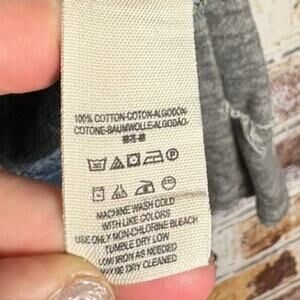 100% COTTON-COTON-ALGODÓN
COTONE-BAUMWOLLE-ALGODÃO-
MACHINE WASH COLD
WITH LIKE COLORS
USE ONLY NON-CHLORINE BLEACH
TUMBLE DRY LOW
IRON AS NEEDED
DRY CLEANED